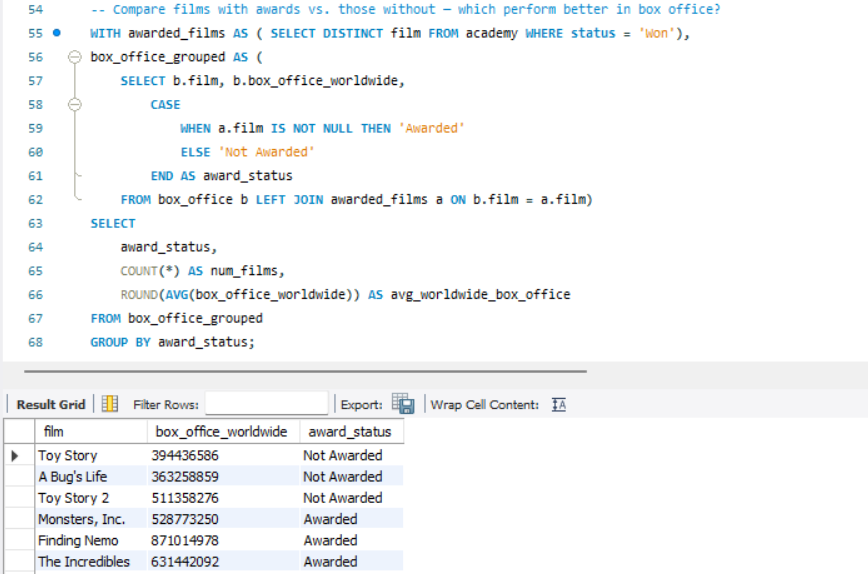 54 -- Compare films with awards vs. those without — which perform better in box office?
55 WITH awarded_films AS ( SELECT DISTINCT film FROM academy WHERE status = 'Won'),
56 box_office_grouped AS (
57 SELECT b.film, b.box_office_worldwide,
58 CASE
59 WHEN a.film IS NOT NULL THEN 'Awarded'
60 ELSE 'Not Awarded'
61 END AS award_status
62 FROM box_office b LEFT JOIN awarded_films a ON b.film = a.film)
63 SELECT
64 award_status,
65 COUNT(*) AS num_films,
66 ROUND(AVG(box_office_worldwide)) AS avg_worldwide_box_office
67 FROM box_office_grouped
68 GROUP BY award_status;
Result Grid Filter Rows: Export: Wrap Cell Content:
film box_office_worldwide award_status
Toy Story 394436586 Not Awarded
A Bug's Life 363258859 Not Awarded
Toy Story 2 511358276 Not Awarded
Monsters, Inc. 528773250 Awarded
Finding Nemo 871014978 Awarded
The Incredibles 631442092 Awarded